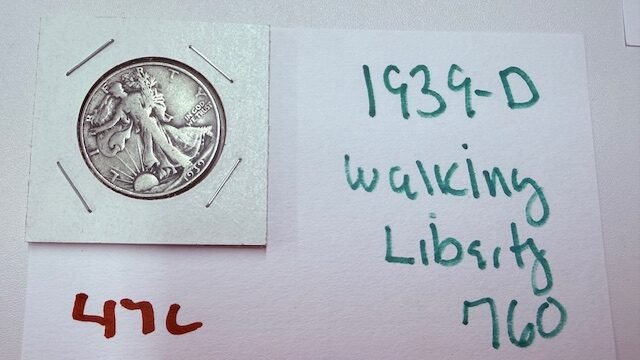 LIBERTY
IN GOD
WE TRUST
1939
1939-D
Walking
Liberty
760
47c